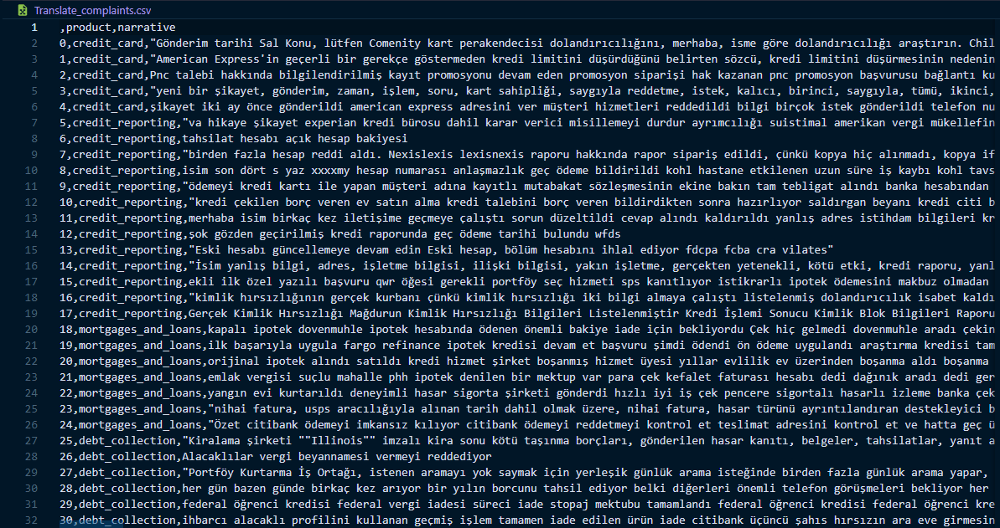 Translate_complaints.csv
1 ,product,narrative
2 0,credit_card,"Gönderim tarihi Sal Konu, lütfen Comenity kart perakendecisi dolandırıcılığını, merhaba, isme göre dolandırıcılığı araştırın. Chil
3 1,credit_card,"American Express'in geçerli bir gerekçe göstermeden kredi limitini düşürdüğünü belirten sözcü, kredi limitini düşürmesinin nedenin
4 2,credit_card,Pnc talebi hakkında bilgilendirilmiş kayıt promosyonu devam eden promosyon siparişi hak kazanan pnc promosyon başvurusu bağlantı ku
5 3,credit_card,"yeni bir şikayet, gönderim, zaman, işlem, soru, kart sahipliği, saygıyla reddetme, istek, kalıcı, birinci, saygıyla, tümü, ikinci,
6 4,credit_card,şikayet iki ay önce gönderildi american express adresini ver müşteri hizmetleri reddedildi bilgi birçok istek gönderildi telefon nu
7 5,credit_reporting,"va hikaye şikayet experian kredi bürosu dahil karar verici misillemeyi durdur ayrımcılığı suistimal amerikan vergi mükellefin
8 6,credit_reporting,tahsilat hesabı açık hesap bakiyesi
9 7,credit_reporting,"birden fazla hesap reddi aldı. Nexislexis lexisnexis raporu hakkında rapor sipariş edildi, çünkü kopya hiç alınmadı, kopya if
10 8,credit_reporting,isim son dört s yaz xxxxmy hesap numarası anlaşmazlık geç ödeme bildirildi kohl hastane etkilenen uzun süre iş kaybı kohl tavs
11 9,credit_reporting,"ödemeyi kredi kartı ile yapan müşteri adına kayıtlı mutabakat sözleşmesinin ekine bakın tam tebligat alındı banka hesabından
12 10,credit_reporting,"kredi çekilen borç veren ev satın alma kredi talebini borç veren bildirdikten sonra hazırlıyor saldırgan beyanı kredi citi b
13 11,credit_reporting,merhaba isim birkaç kez iletişime geçmeye çalıştı sorun düzeltildi cevap alındı kaldırıldı yanlış adres istihdam bilgileri kr
14 12,credit_reporting,şok gözden geçirilmiş kredi raporunda geç ödeme tarihi bulundu wfds
15 13,credit_reporting,"Eski hesabı güncellemeye devam edin Eski hesap, bölüm hesabını ihlal ediyor fdcpa fcba cra vilates"
16 14,credit_reporting,"İsim yanlış bilgi, adres, işletme bilgisi, ilişki bilgisi, yakın işletme, gerçekten yetenekli, kötü etki, kredi raporu, yanl
17 15,credit_reporting,ekli ilk özel yazılı başvuru qwr öğesi gerekli portföy seç hizmeti sps kanıtlıyor istikrarlı ipotek ödemesini makbuz olmadan
18 16,credit_reporting,"kimlik hırsızlığının gerçek kurbanı çünkü kimlik hırsızlığı iki bilgi almaya çalıştı listelenmiş dolandırıcılık isabet kaldı
19 17,credit_reporting,Gerçek Kimlik Hırsızlığı Mağdurun Kimlik Hırsızlığı Bilgileri Listelenmiştir Kredi İşlemi Sonucu Kimlik Blok Bilgileri Raporu
20 18,mortgages_and_loans,kapalı ipotek dovenmuhle ipotek hesabında ödenen önemli bakiye iade için bekliyordu Çek hiç gelmedi dovenmuhle aradı çekin
21 19,mortgages_and_loans,ilk başarıyla uygula fargo refinance ipotek kredisi devam et başvuru şimdi ödendi ön ödeme uygulandı araştırma kredisi tam
22 20,mortgages_and_loans,orijinal ipotek alındı satıldı kredi hizmet şirket boşanmış hizmet üyesi yıllar evlilik ev üzerinden boşanma aldı boşanma
23 21,mortgages_and_loans,emlak vergisi suçlu mahalle phh ipotek denilen bir mektup var para çek kefalet faturası hesabı dedi dağınık aradı dedi ger
24 22,mortgages_and_loans,yangın evi kurtarıldı deneyimli hasar sigorta şirketi gönderdi hızlı iyi iş çek pencere sigortalı hasarlı izleme banka çek
25 23,mortgages_and_loans,"nihai fatura, usps aracılığıyla alınan tarih dahil olmak üzere, nihai fatura, hasar türünü ayrıntılandıran destekleyici b
26 24,mortgages_and_loans,"Özet citibank ödemeyi imkansız kılıyor citibank ödemeyi reddetmeyi kontrol et teslimat adresini kontrol et ve hatta geç ü
27 25,debt_collection,"Kiralama şirketi ""Illinois"" imzalı kira sonu kötü taşınma borçları, gönderilen hasar kanıtı, belgeler, tahsilatlar, yanıt a
28 26,debt_collection,Alacaklılar vergi beyannamesi vermeyi reddediyor
29 27,debt_collection,"Portföy Kurtarma İş Ortağı, istenen aramayı yok saymak için yerleşik günlük arama isteğinde birden fazla günlük arama yapar,
30 28,debt_collection,her gün bazen günde birkaç kez arıyor bir yılın borcunu tahsil ediyor belki diğerleri önemli telefon görüşmeleri bekliyor her
31 29,debt_collection,federal öğrenci kredisi federal vergi iadesi süreci iade stopaj mektubu tamamlandı federal öğrenci kredisi federal öğrenci kre
32 30,debt_collection,ihbarcı alacaklı profilini kullanan geçmiş işlem tamamen iade edilen ürün iade citibank üçüncü şahıs hırsızın ara eve girmesin